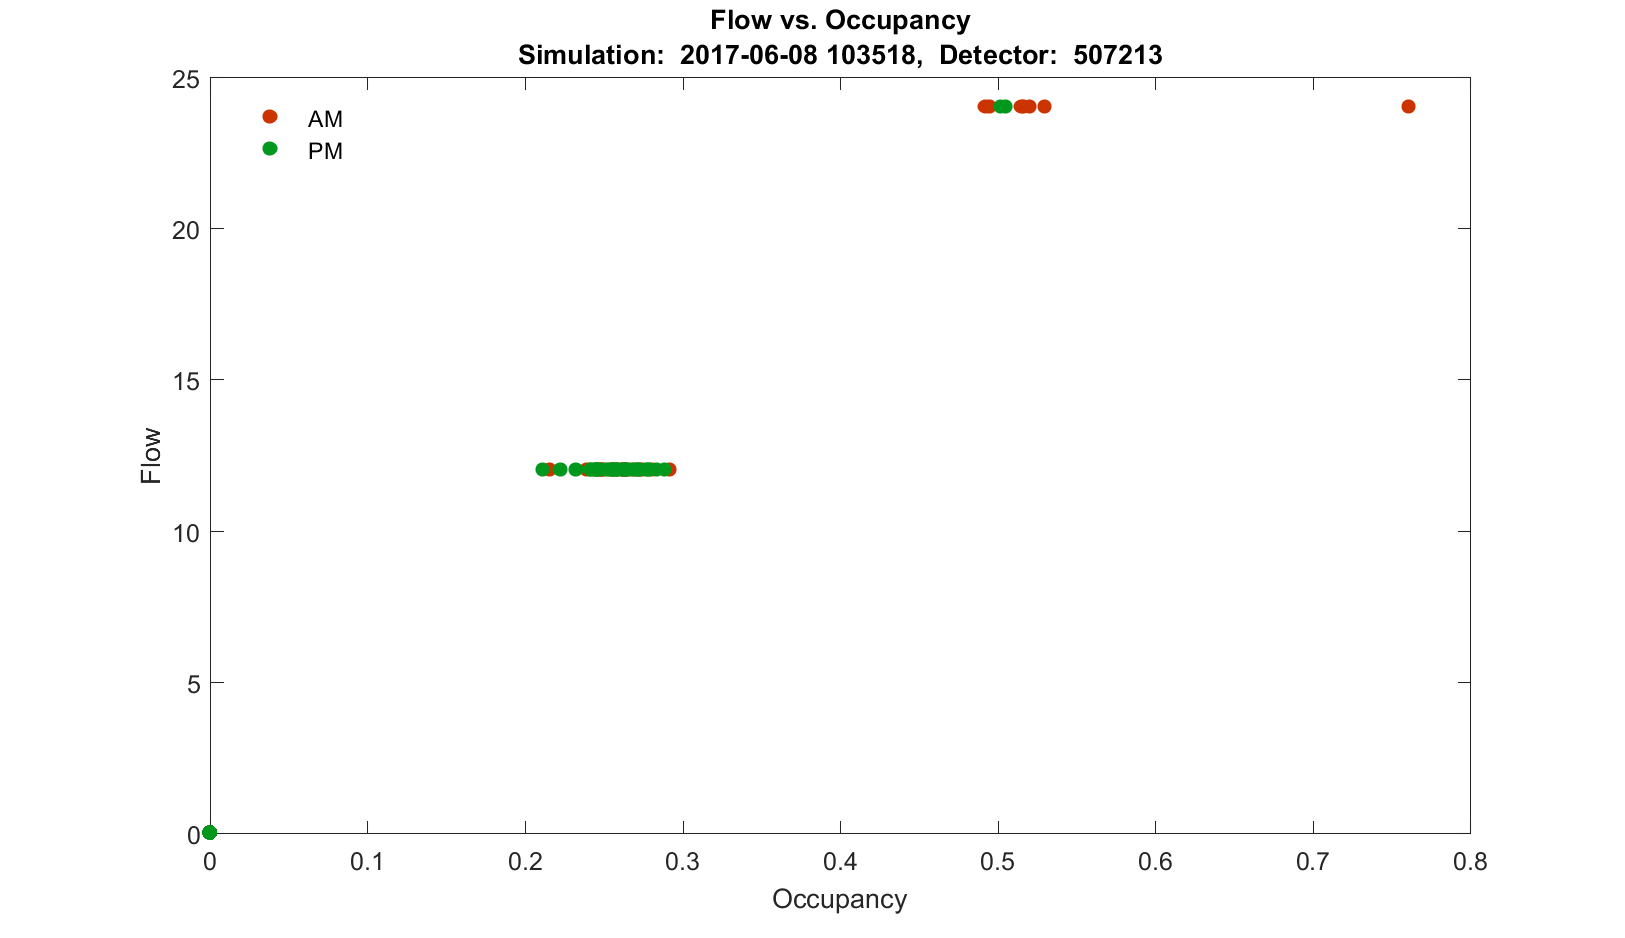 Flow vs. Occupancy
Simulation:  2017-06-08 103518,  Detector:  507213
AM
PM
25
20
15
10
5
0
Flow
0 0.1 0.2 0.3 0.4 0.5 0.6 0.7 0.8
Occupancy